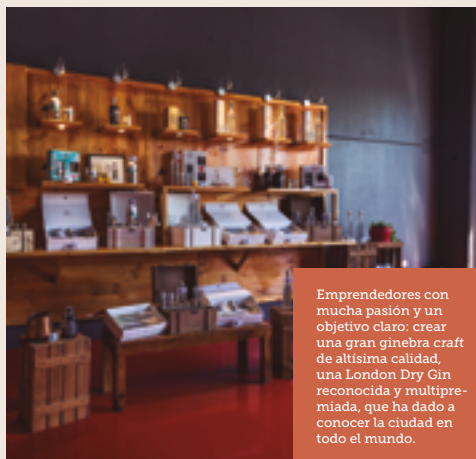 Emprendedores con
mucha pasión y un
objetivo claro: crear
una gran ginebra craft
de altísima calidad,
una London Dry Gin
reconocida y multipre-
miada, que ha dado a
conocer la ciudad en
todo el mundo.